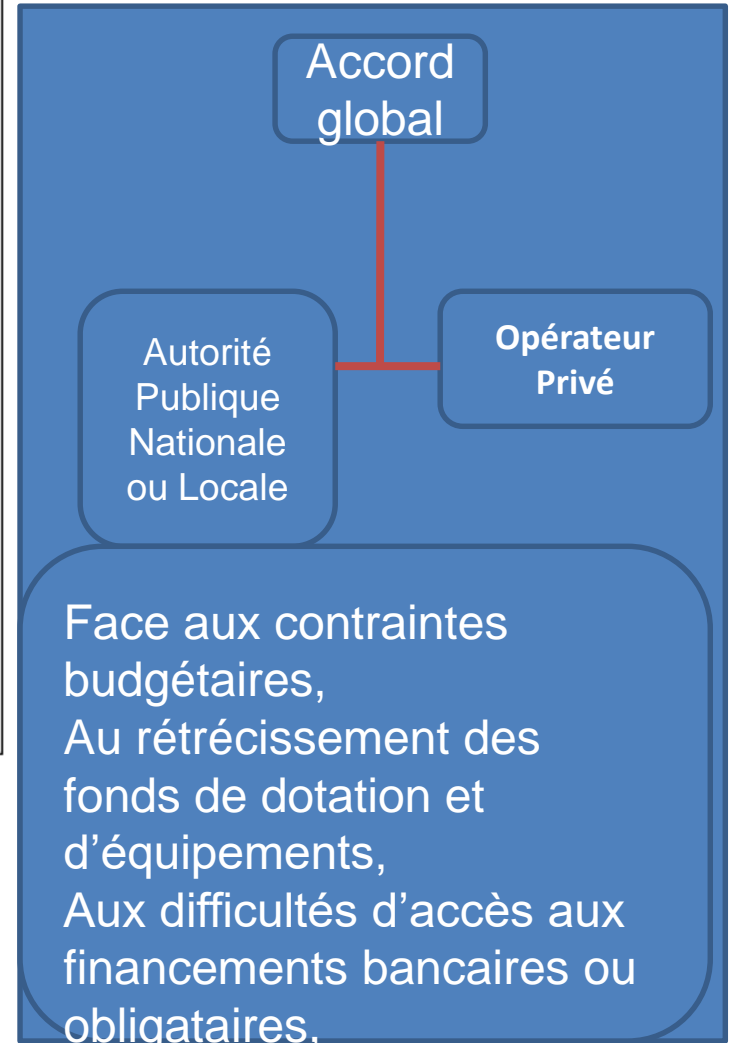 Accord
global
Autorité
Publique
Nationale
ou Locale
Opérateur
Privé
Face aux contraintes
budgétaires,
Au rétrécissement des
fonds de dotation et
d’équipements,
Aux difficultés d’accès aux
financements bancaires ou
obligataires,